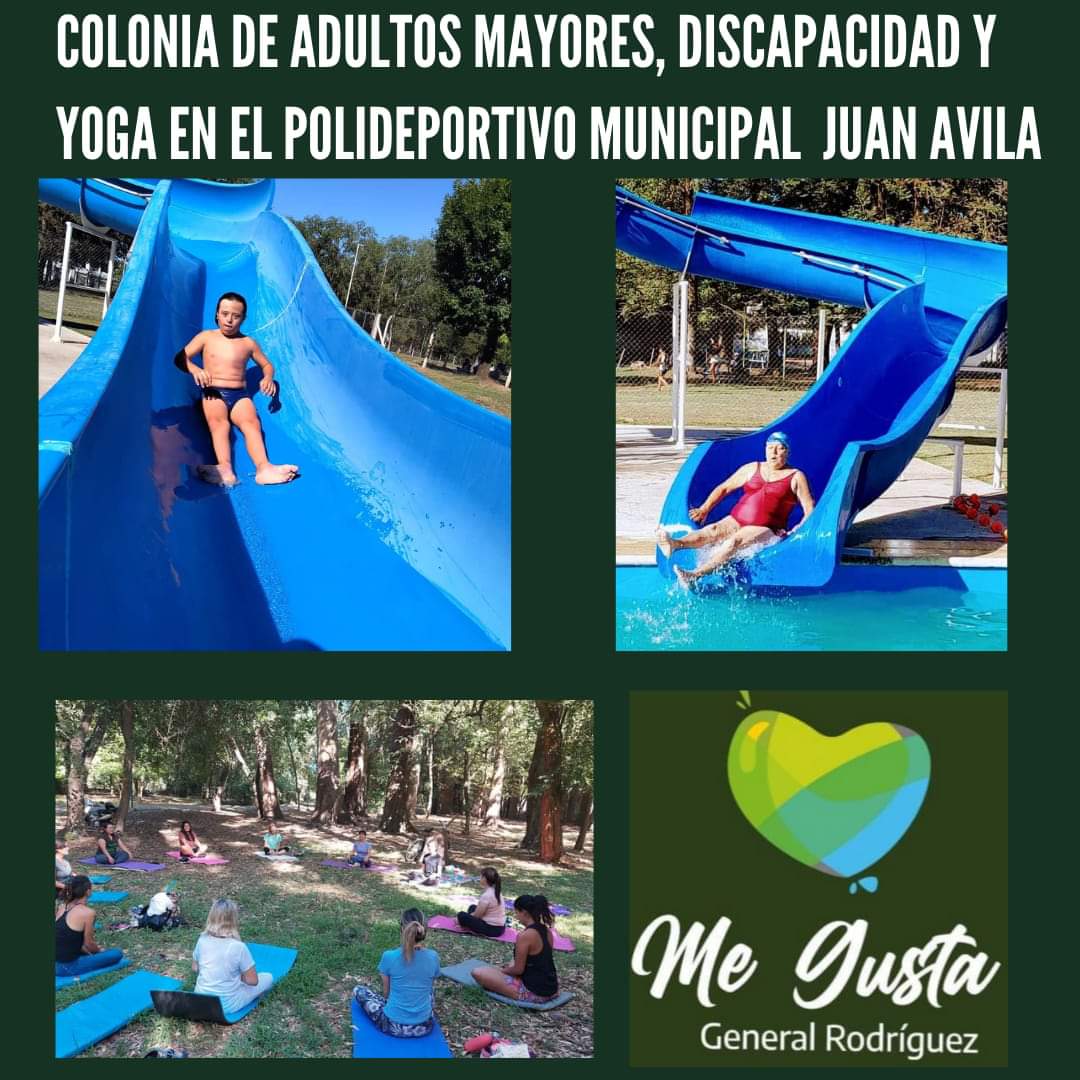 COLONIA DE ADULTOS MAYORES, DISCAPACIDAD Y
YOGA EN EL POLIDEPORTIVO MUNICIPAL JUAN AVILA
Me Gusta
General Rodríguez